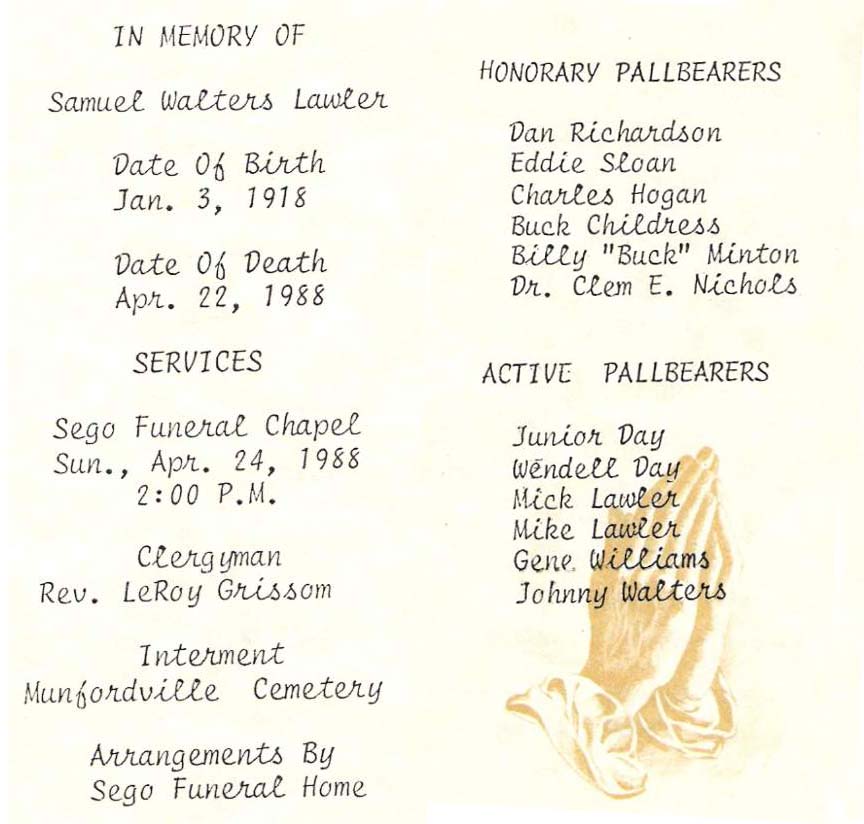 IN MEMORY OF
Samuel Walters Lawler
Date Of Birth
Jan. 3, 1918
Date Of Death
Apr. 22, 1988
SERVICES
Sego Funeral Chapel
Sun., Apr. 24, 1988
2:00 P.M.
Clergyman
Rev. LeRoy Grissom
Interment
Munfordville Cemetery
Arrangements By
Sego Funeral Home
HONORARY PALLBEARERS
Dan Richardson
Eddie Sloan
Charles Hogan
Buck Childress
Billy "Buck" Minton
Dr. Clem E. Nichols
ACTIVE PALLBEARERS
Junior Day
Wendell Day
Mick Lawler
Mike Lawler
Gene Williams
Johnny Walters